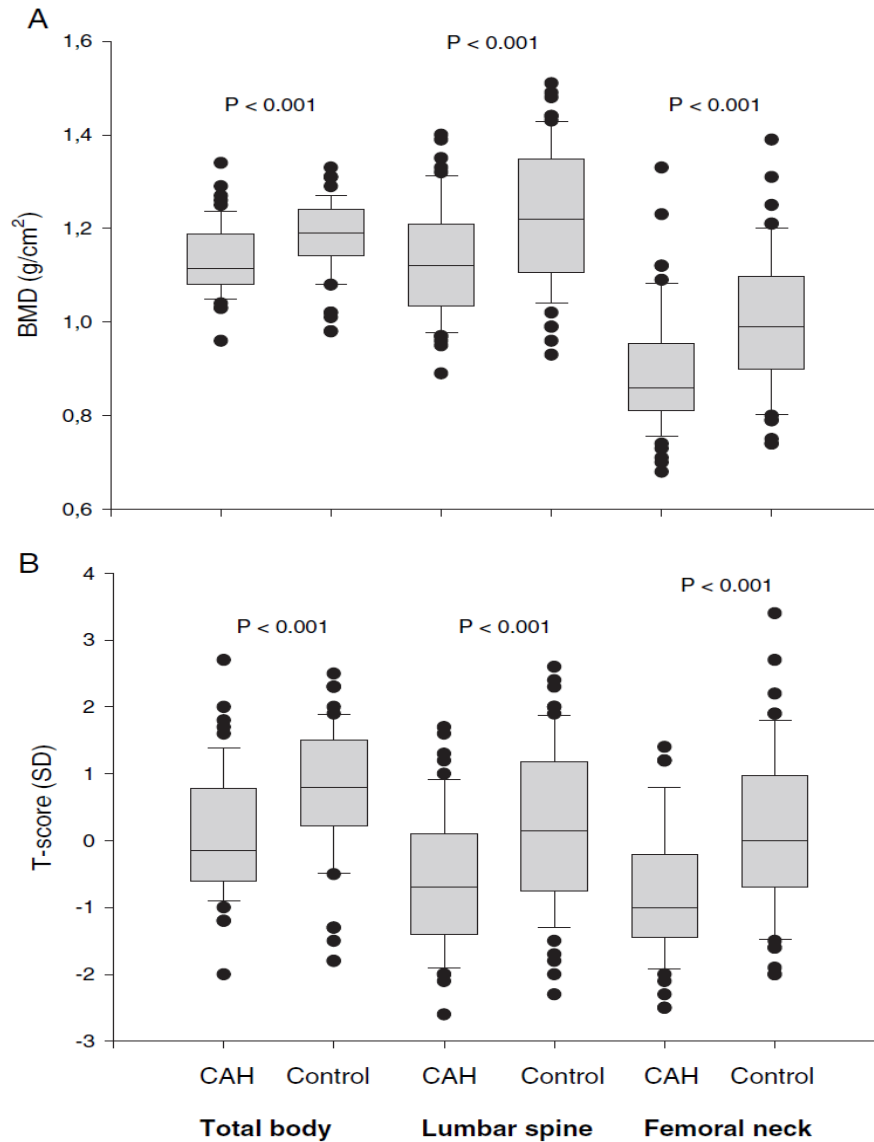 A
P < 0.001
P < 0.001
P < 0.001
1,6
1,4
1,2
1,0
0,8
0,6
BMD (g/cm²)
B
P < 0.001
P < 0.001
P < 0.001
4
3
2
1
0
-1
-2
-3
T-score (SD)
CAH Control CAH Control CAH Control
Total body Lumbar spine Femoral neck